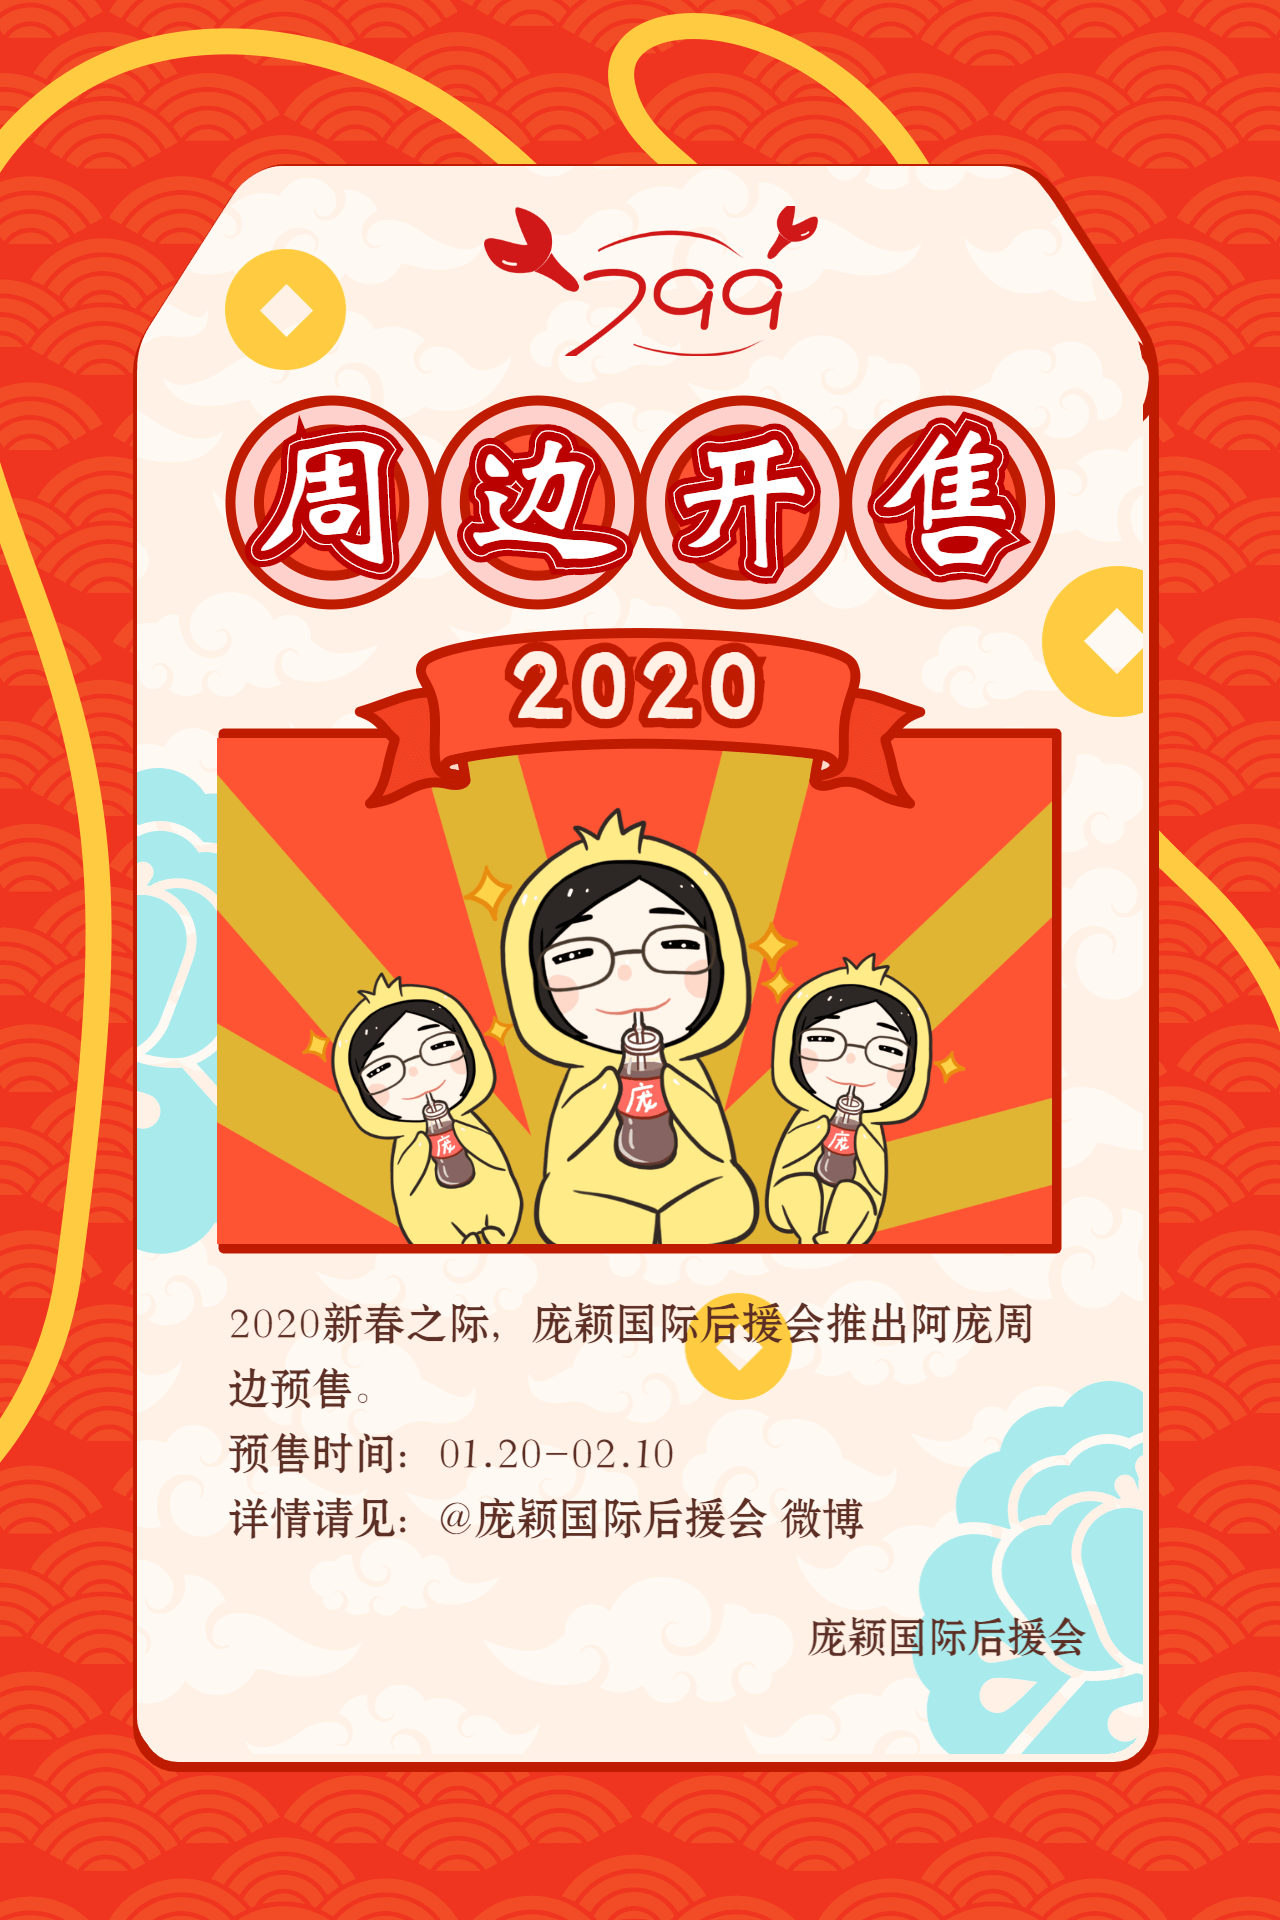 799
周边开售
2020
庞
庞
庞
2020新春之际，庞颖国际后援会推出阿庞周
边预售。
预售时间：01.20-02.10
详情请见：@庞颖国际后援会 微博
庞颖国际后援会